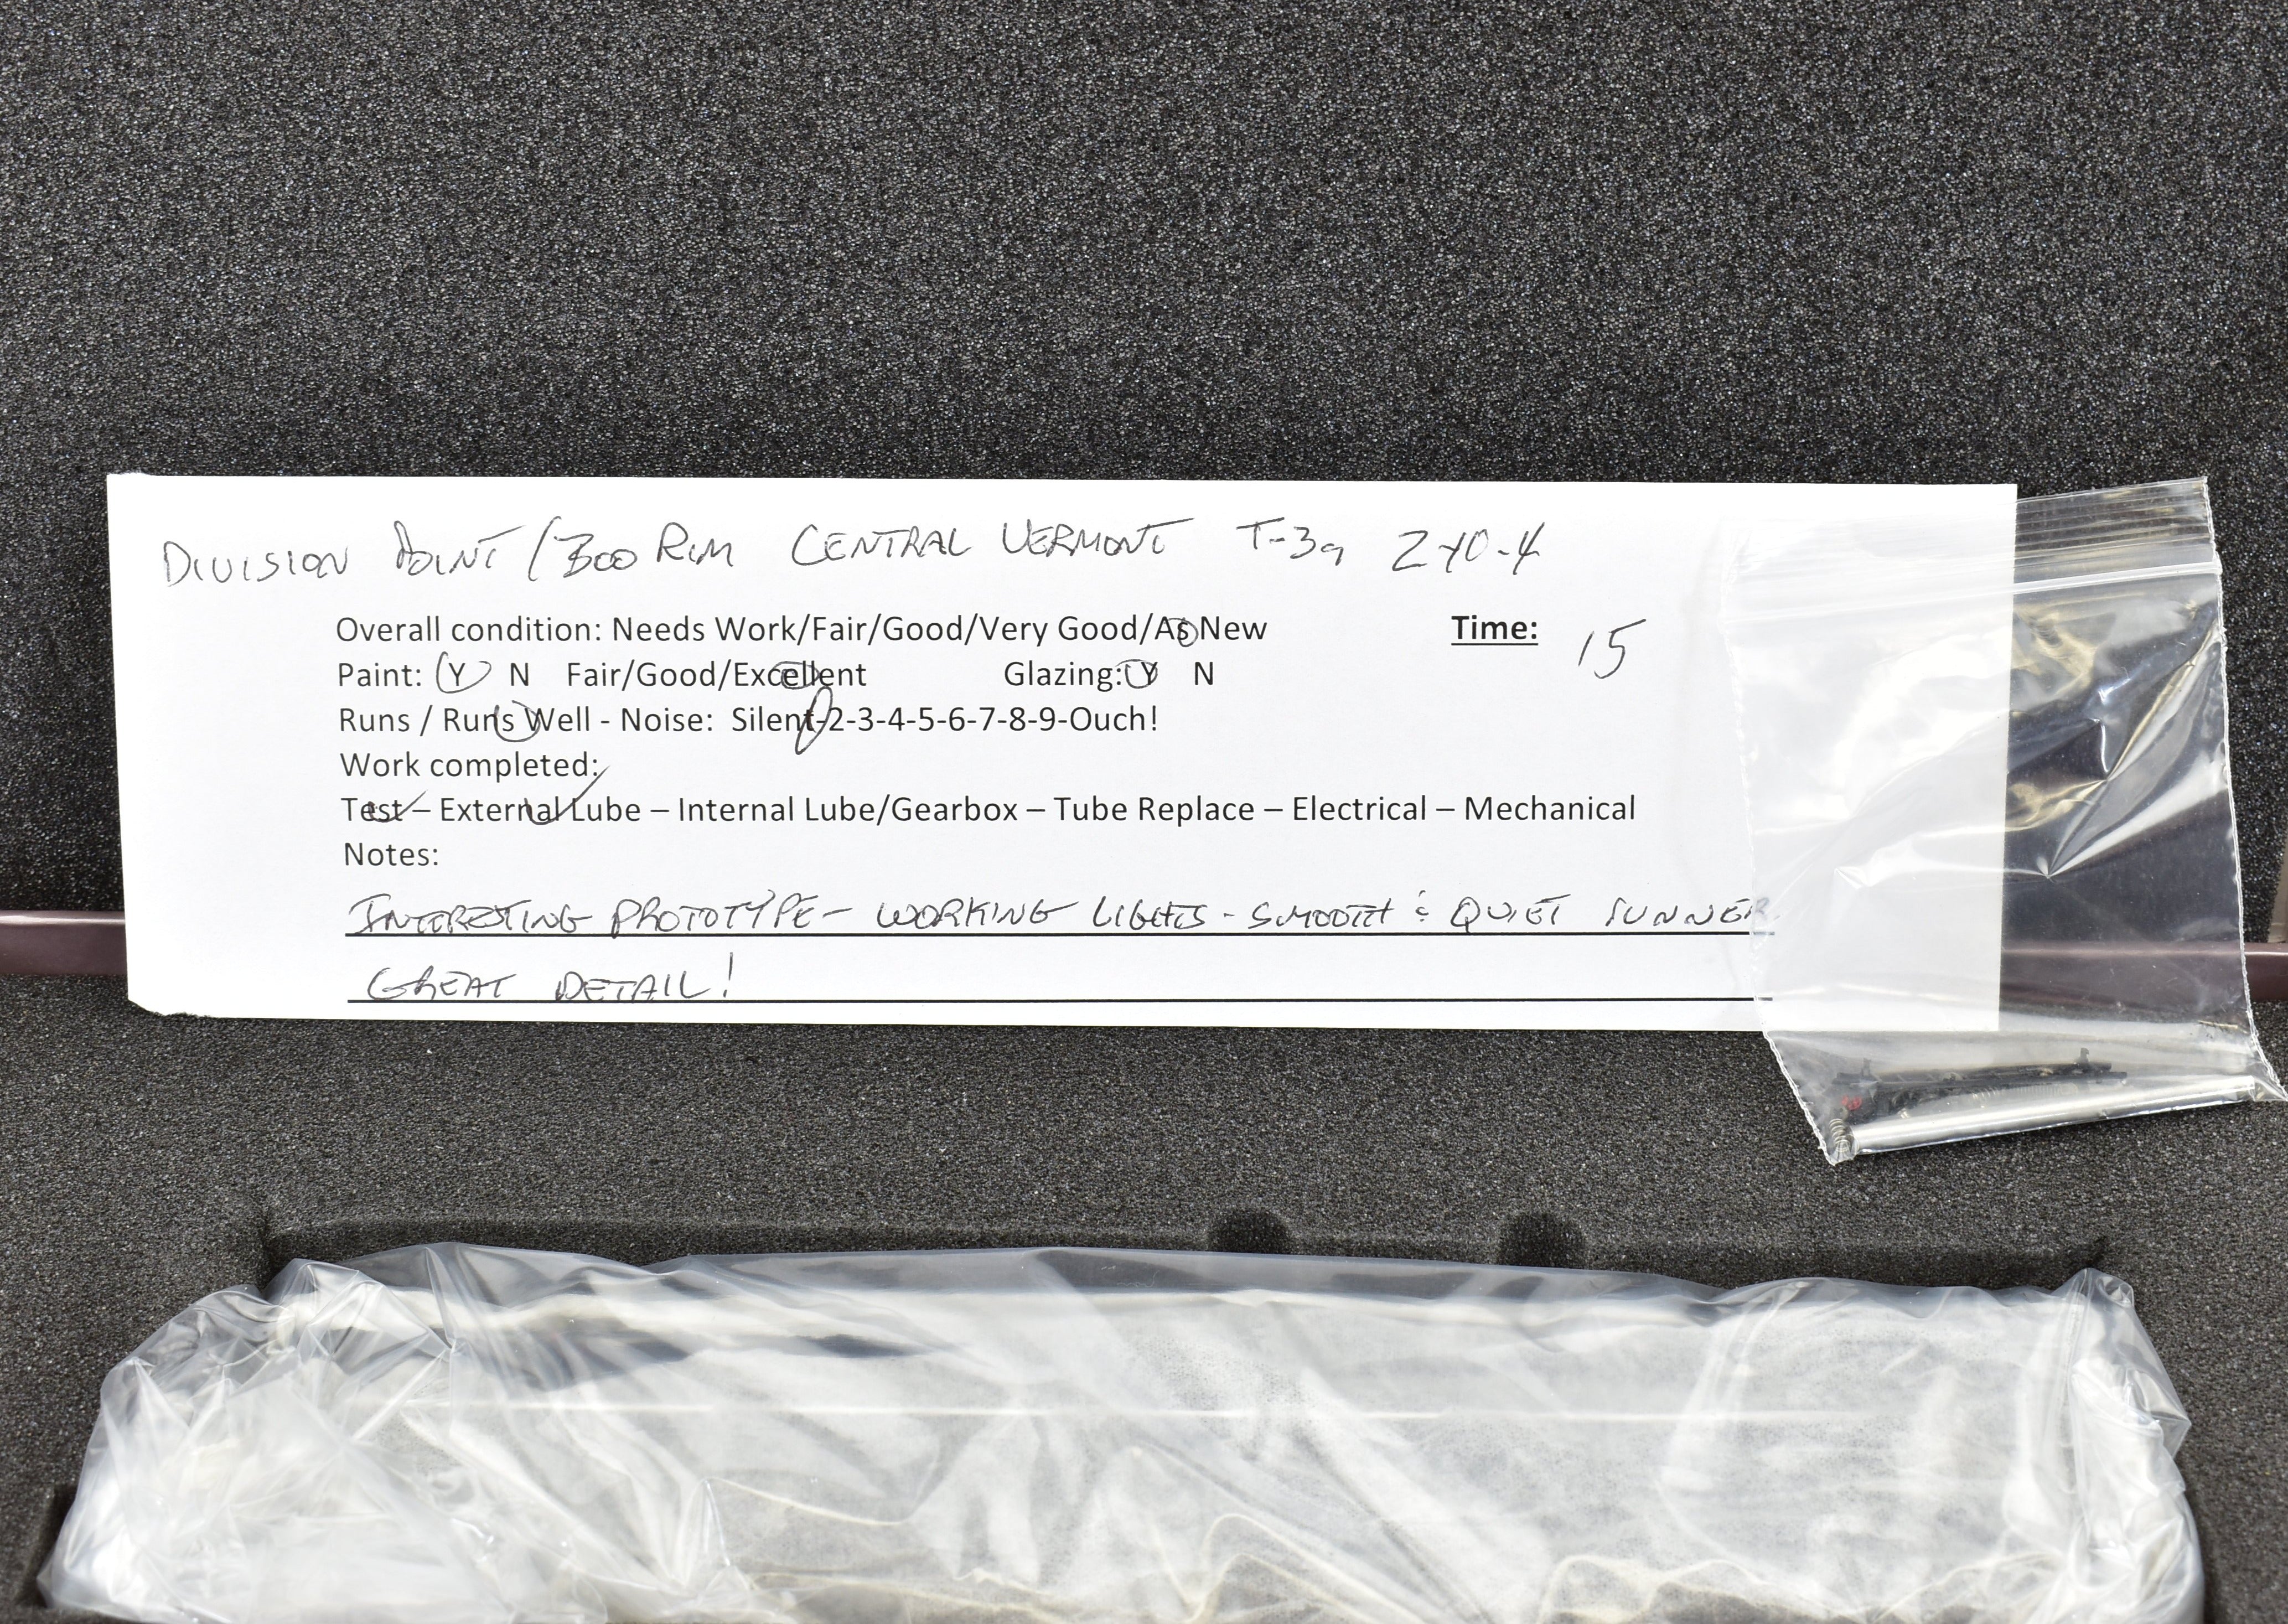 DIVISION POINT / BOO RIM CENTRAL VERMONT T-3a 2-10-4
Overall condition: Needs Work/Fair/Good/Very Good/As New Time: 15
Paint: Y N Fair/Good/Excellent Glazing: Y N
Runs / Runs Well - Noise: Silent-2-3-4-5-6-7-8-9-Ouch!
Work completed:
Test – External Lube – Internal Lube/Gearbox – Tube Replace – Electrical – Mechanical
Notes:
INTERESTING PROTOTYPE - WORKING LIGHTS - SMOOTH & QUIET RUNNER
GREAT DETAIL!